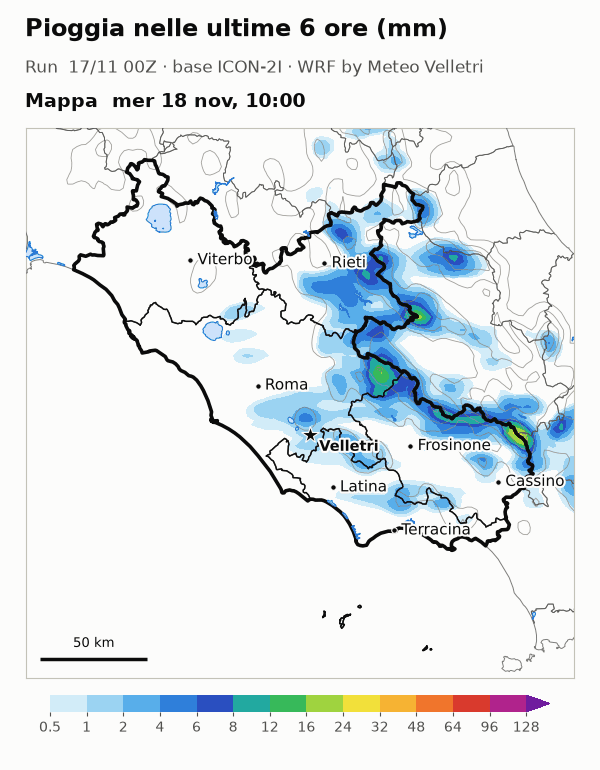 Pioggia nelle ultime 6 ore (mm)
Run  17/11 00Z · base ICON-2I · WRF by Meteo Velletri
Mappa  mer 18 nov, 10:00
Viterbo
Rieti
Roma
Velletri
Frosinone
Latina
Cassino
Terracina
50 km
0.5 1 2 4 6 8 12 16 24 32 48 64 96 128